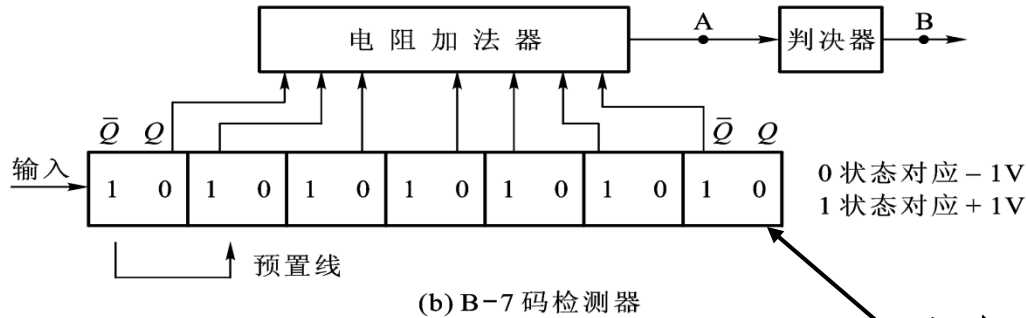 电阻加法器
A
判决器
B
Q̄ Q
Q̄ Q
输入
1 0 1 0 1 0 1 0 1 0 1 0 1 0
0状态对应-1V
1状态对应+1V
预置线
(b) B-7码检测器